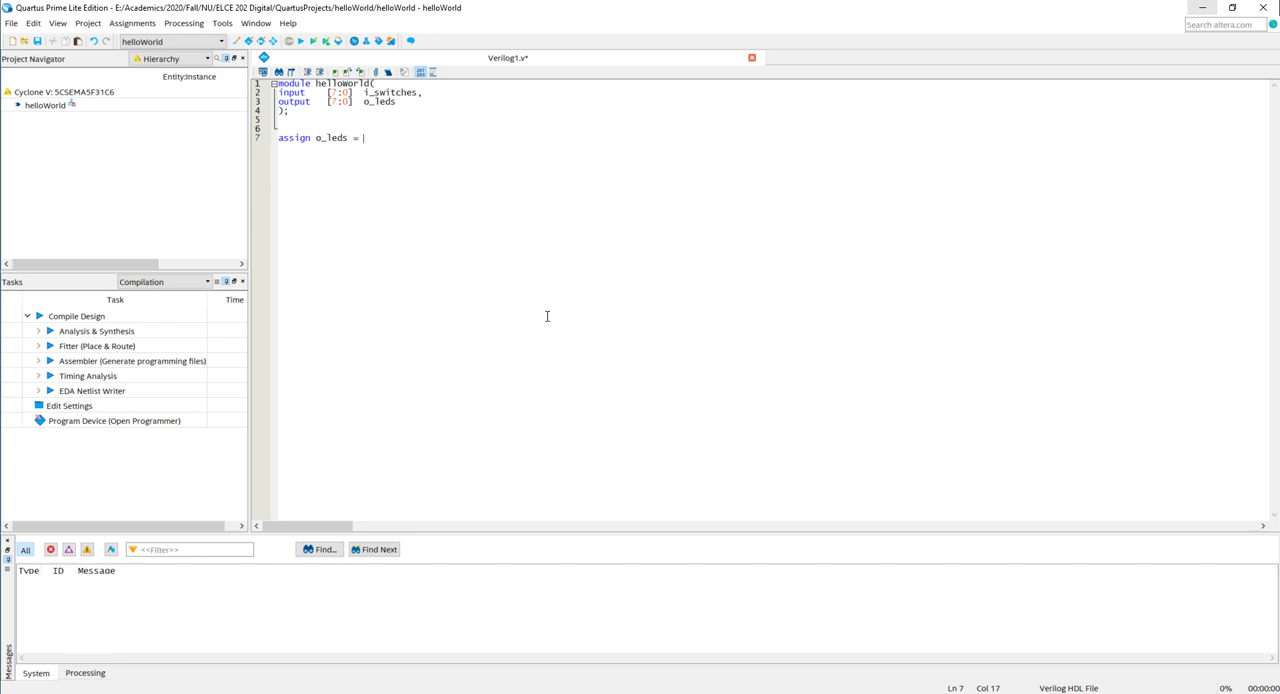 Quartus Prime Lite Edition - E:/Academics/2020/Fall/NU/ELCE 202 Digital/QuartusProjects/helloWorld/helloWorld - helloWorld
File Edit View Project Assignments Processing Tools Window Help
Search altera.com
helloWorld
Project Navigator Hierarchy
Verilog1.v*
Entity:Instance
Cyclone V: 5CSEMA5F31C6
helloWorld
1 module helloWorld(
2 input [7:0] i_switches,
3 output [7:0] o_leds
4 );
5
6
7 assign o_leds =
Tasks Compilation
Task Time
Compile Design
Analysis & Synthesis
Fitter (Place & Route)
Assembler (Generate programming files)
Timing Analysis
EDA Netlist Writer
Edit Settings
Program Device (Open Programmer)
All <<Filter>> Find... Find Next
Type ID Message
Messages
System Processing
Ln 7 Col 17 Verilog HDL File 0% 00:00:00